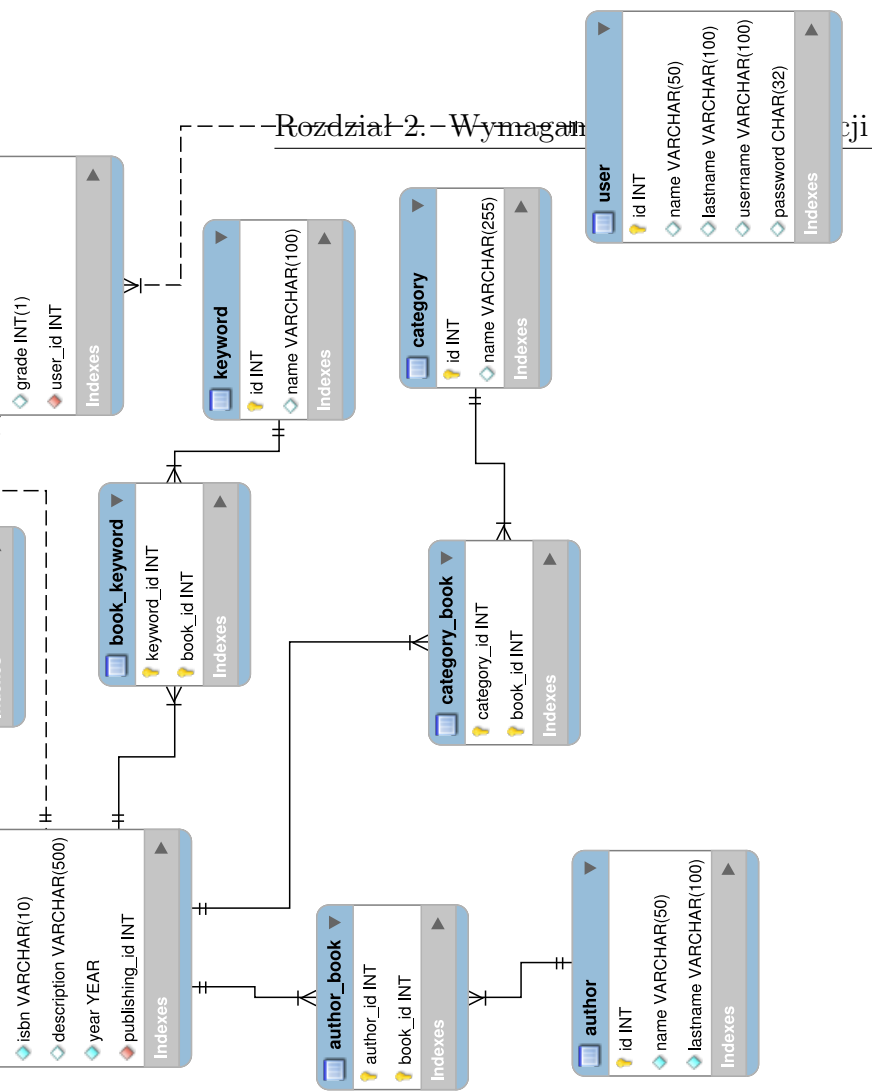 Rozdział 2. Wymagan
cji
grade INT(1)
user_id INT
Indexes
user
id INT
name VARCHAR(50)
lastname VARCHAR(100)
username VARCHAR(100)
password CHAR(32)
Indexes
keyword
id INT
name VARCHAR(100)
Indexes
category
id INT
name VARCHAR(255)
Indexes
book_keyword
keyword_id INT
book_id INT
Indexes
category_book
category_id INT
book_id INT
Indexes
isbn VARCHAR(10)
description VARCHAR(500)
year YEAR
publishing_id INT
Indexes
author_book
author_id INT
book_id INT
Indexes
author
id INT
name VARCHAR(50)
lastname VARCHAR(100)
Indexes